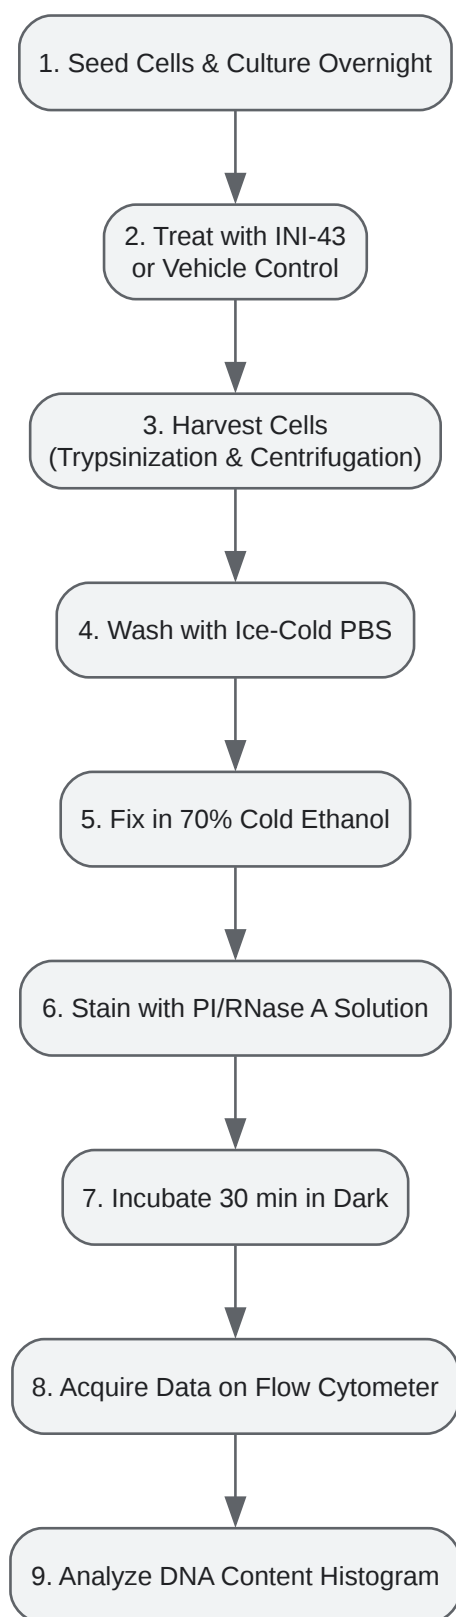 1. Seed Cells & Culture Overnight
2. Treat with INI-43
or Vehicle Control
3. Harvest Cells
(Trypsinization & Centrifugation)
4. Wash with Ice-Cold PBS
5. Fix in 70% Cold Ethanol
6. Stain with PI/RNase A Solution
7. Incubate 30 min in Dark
8. Acquire Data on Flow Cytometer
9. Analyze DNA Content Histogram